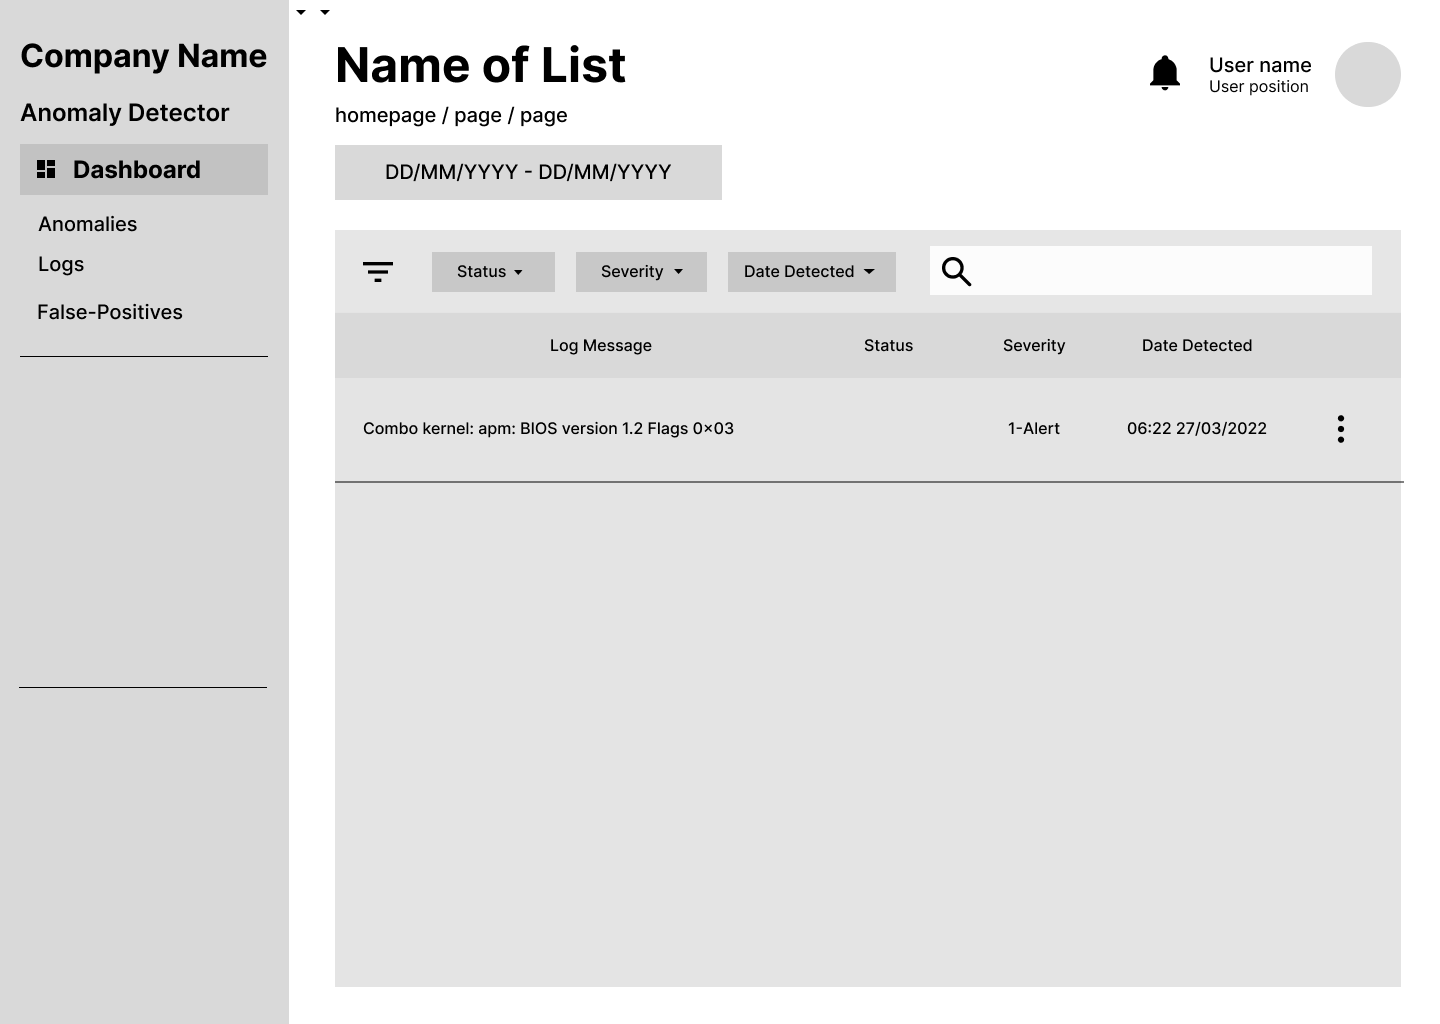 Company Name
Anomaly Detector
Dashboard
Anomalies
Logs
False-Positives
Name of List
homepage / page / page
User name
User position
DD/MM/YYYY - DD/MM/YYYY
Status
Severity
Date Detected
Log Message Status Severity Date Detected
Combo kernel: apm: BIOS version 1.2 Flags 0×03 1-Alert 06:22 27/03/2022